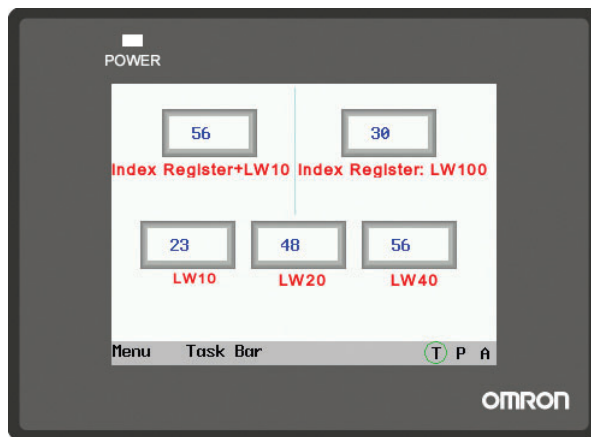 POWER
56
30
Index Register+LW10 Index Register: LW100
23
48
56
LW10
LW20
LW40
Menu Task Bar T P A
OMRON